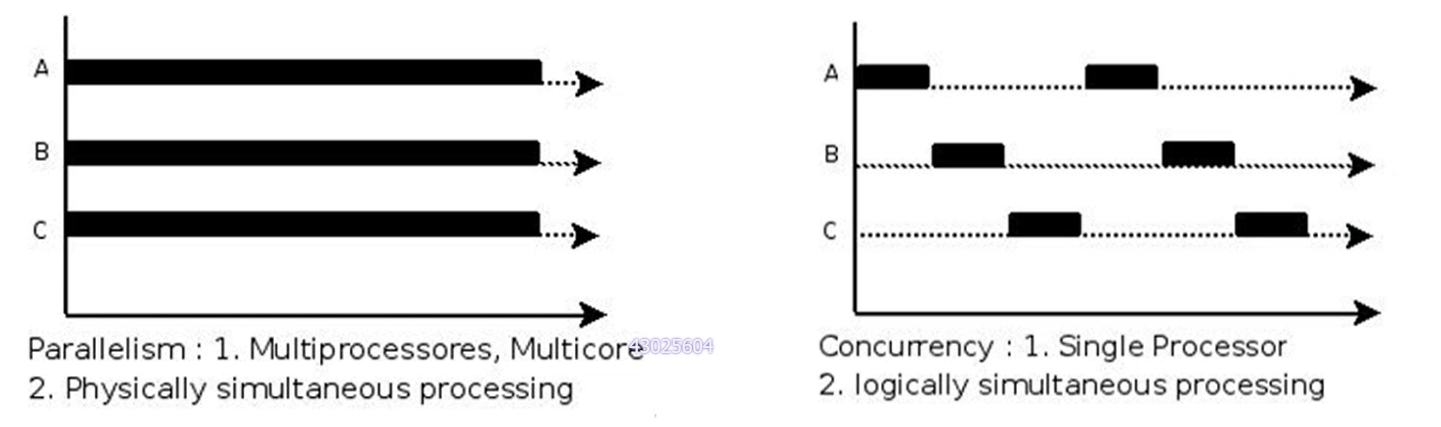 A
B
C
Parallelism : 1. Multiprocessores, Multicore
2. Physically simultaneous processing
43025604
A
B
C
Concurrency : 1. Single Processor
2. logically simultaneous processing